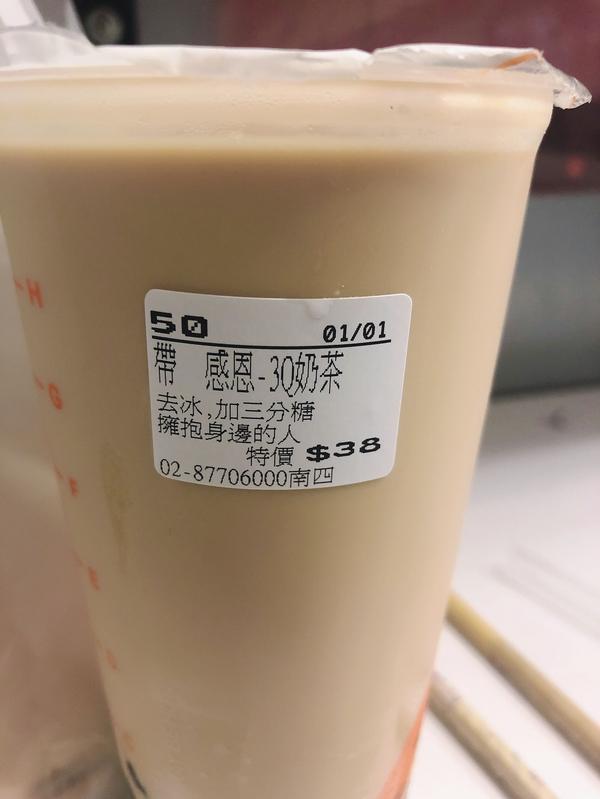 50 01/01
帶 感恩-3Q奶茶
去冰,加三分糖
擁抱身邊的人
特價 $38
02-87706000南四
H
G
F
E
D
C